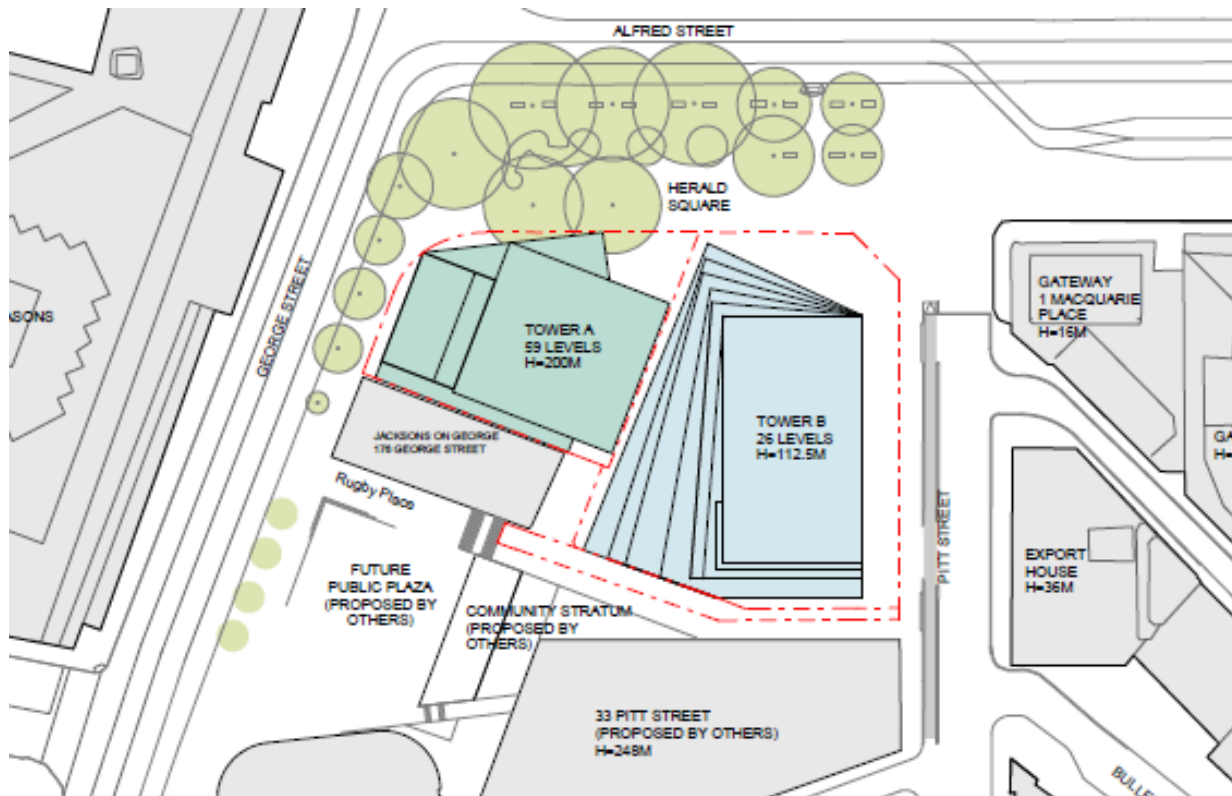 ALFRED STREET
HERALD
SQUARE
GEORGE STREET
TOWER A
59 LEVELS
H=200M
GATEWAY
1 MACQUARIE
PLACE
H=16M
TOWER B
26 LEVELS
H=112.5M
JACKSONS ON GEORGE
176 GEORGE STREET
Rugby Place
PITT STREET
EXPORT
HOUSE
H=36M
FUTURE
PUBLIC PLAZA
(PROPOSED BY
OTHERS)
COMMUNITY STRATUM
(PROPOSED BY
OTHERS)
33 PITT STREET
(PROPOSED BY OTHERS)
H=248M